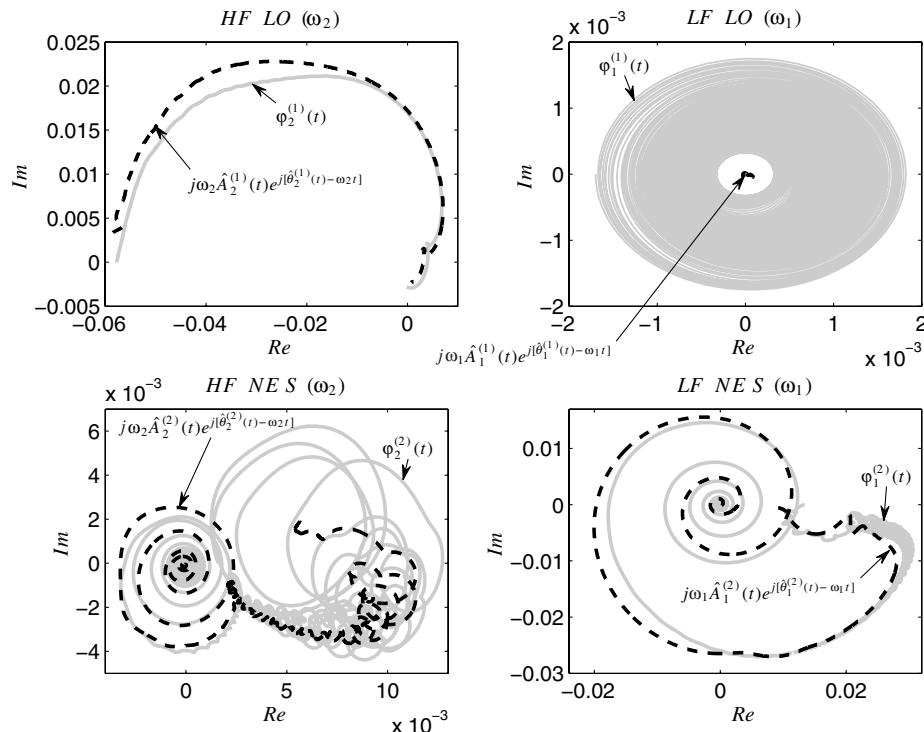 HF LO (ω₂)
0.025
0.02
0.015
0.01
0.005
0
−0.005
Im
−0.06
−0.04
−0.02
0
Re
φ₂⁽¹⁾(t)
jω₂Â₂⁽¹⁾(t)e^{j[θ̂₂⁽¹⁾(t)−ω₂t]}
LF LO (ω₁)
x 10⁻³
2
1
0
−1
−2
Im
−2
−1
0
1
2
x 10⁻³
Re
φ₁⁽¹⁾(t)
jω₁Â₁⁽¹⁾(t)e^{j[θ̂₁⁽¹⁾(t)−ω₁t]}
HF NES (ω₂)
x 10⁻³
6
4
2
0
−2
−4
Im
0
5
10
x 10⁻³
Re
jω₂Â₂⁽²⁾(t)e^{j[θ̂₂⁽²⁾(t)−ω₂t]}
φ₂⁽²⁾(t)
LF NES (ω₁)
0.01
0
−0.01
−0.02
−0.03
Im
−0.02
0
0.02
Re
φ₁⁽²⁾(t)
jω₁Â₁⁽²⁾(t)e^{j[θ̂₁⁽²⁾(t)−ω₁t]}